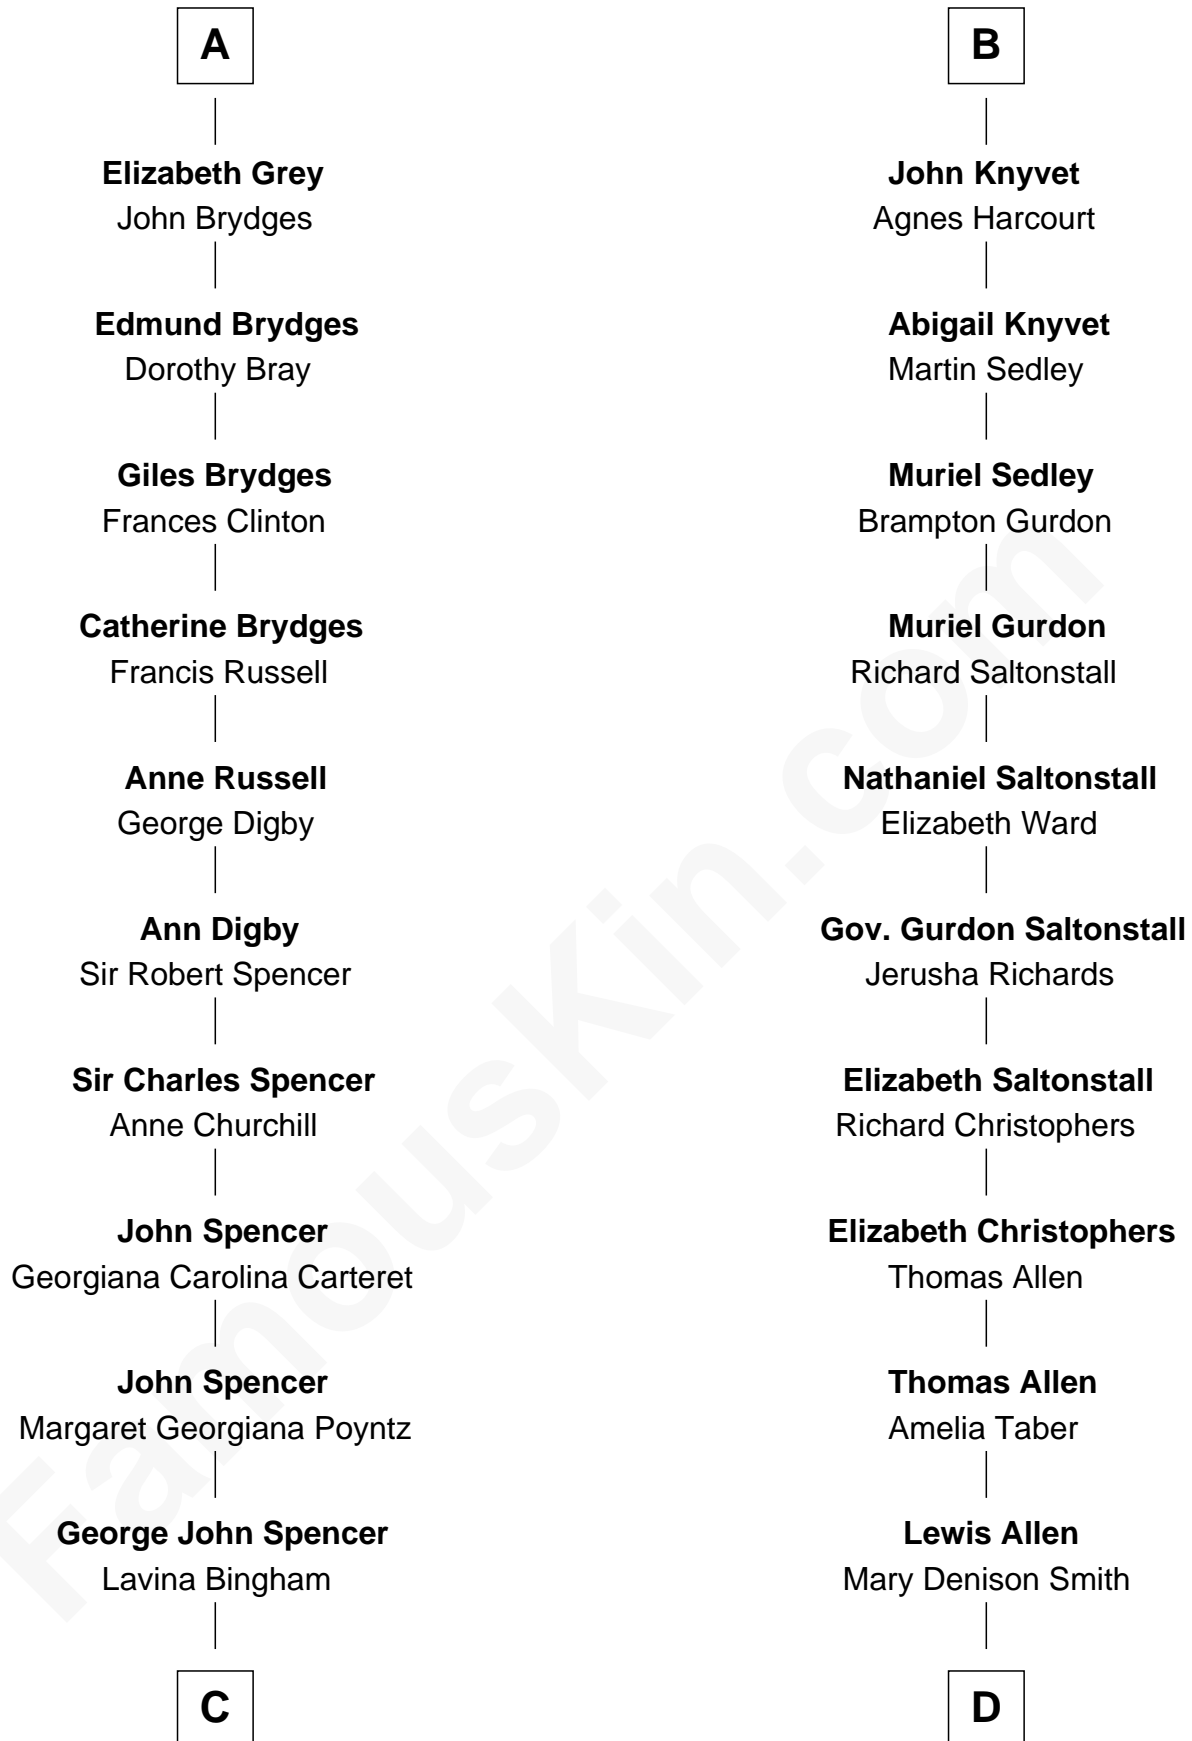 A
Elizabeth Grey
John Brydges
Edmund Brydges
Dorothy Bray
Giles Brydges
Frances Clinton
Catherine Brydges
Francis Russell
Anne Russell
George Digby
Ann Digby
Sir Robert Spencer
Sir Charles Spencer
Anne Churchill
John Spencer
Georgiana Carolina Carteret
John Spencer
Margaret Georgiana Poyntz
George John Spencer
Lavina Bingham
C
B
John Knyvet
Agnes Harcourt
Abigail Knyvet
Martin Sedley
Muriel Sedley
Brampton Gurdon
Muriel Gurdon
Richard Saltonstall
Nathaniel Saltonstall
Elizabeth Ward
Gov. Gurdon Saltonstall
Jerusha Richards
Elizabeth Saltonstall
Richard Christophers
Elizabeth Christophers
Thomas Allen
Thomas Allen
Amelia Taber
Lewis Allen
Mary Denison Smith
D
FamousKin.com